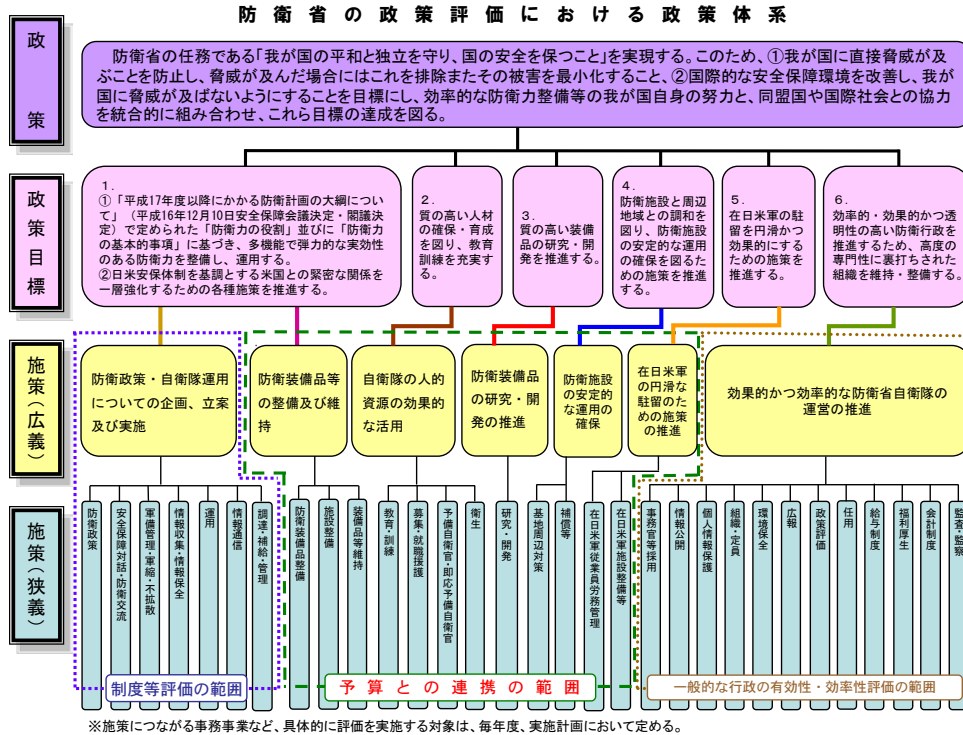 防衛省の政策評価における政策体系
政策
防衛省の任務である「我が国の平和と独立を守り、国の安全を保つこと」を実現する。このため、①我が国に直接脅威が及
ぶことを防止し、脅威が及んだ場合にはこれを排除またその被害を最小化すること、②国際的な安全保障環境を改善し、我が
国に脅威が及ばないようにすることを目標にし、効率的な防衛力整備等の我が国自身の努力と、同盟国や国際社会との協力
を統合的に組み合わせ、これら目標の達成を図る。
政策目標
1.
①「平成17年度以降にかかる防衛計画の大綱につい
て」（平成16年12月10日安全保障会議決定・閣議決
定）で定められた「防衛力の役割」並びに「防衛力
の基本的事項」に基づき、多機能で弾力的な実効性
のある防衛力を整備し、運用する。
②日米安保体制を基調とする米国との緊密な関係を
一層強化するための各種施策を推進する。
2.
質の高い人材
の確保・育成
を図り、教育
訓練を充実す
る。
3.
質の高い装備
品の研究・開
発を推進する。
4.
防衛施設と周辺
地域との調和を
図り、防衛施設
の安定的な運用
の確保を図るた
めの施策を推進
する。
5.
在日米軍の駐
留を円滑かつ
効果的にする
ための施策を
推進する。
6.
効率的・効果的かつ透
明性の高い防衛行政を
推進するため、高度の
専門性に裏打ちされた
組織を維持・整備する。
施策（広義）
防衛政策・自衛隊運用
についての企画、立案
及び実施
防衛装備品等
の整備及び維
持
自衛隊の人的
資源の効果的
な活用
防衛装備品
の研究・開
発の推進
防衛施設
の安定的
な運用の
確保
在日米軍
の円滑な
駐留のた
めの施策
の推進
効果的かつ効率的な防衛省自衛隊の
運営の推進
施策（狭義）
防衛政策
安全保障対話・防衛交流
軍備管理・軍縮・不拡散
情報収集・情報保全
運用
情報通信
調達・補給・管理
防衛装備品整備
施設整備
装備品等維持
教育・訓練
募集・就職援護
予備自衛官・即応予備自衛官
衛生
研究・開発
基地周辺対策
補償等
在日米軍従業員労務管理
在日米軍施設整備等
事務官等採用
情報公開
個人情報保護
組織・定員
環境保全
広報
政策評価
任用
給与制度
福利厚生
会計制度
監査・監察
制度等評価の範囲
予算との連携の範囲
一般的な行政の有効性・効率性評価の範囲
※施策につながる事務事業など、具体的に評価を実施する対象は、毎年度、実施計画において定める。